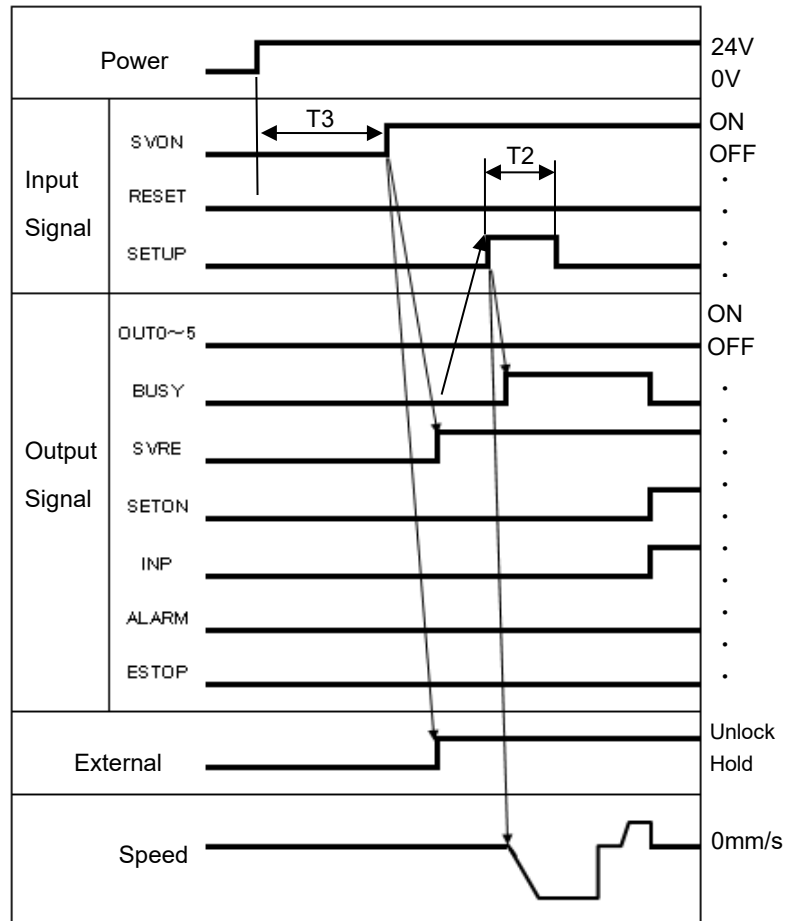 Power
24V
0V
Input
Signal
SVON
T3
ON
OFF
RESET
T2
SETUP
Output
Signal
OUT0～5
ON
OFF
BUSY
SVRE
SETON
INP
ALARM
ESTOP
External
Unlock
Hold
Speed
0mm/s